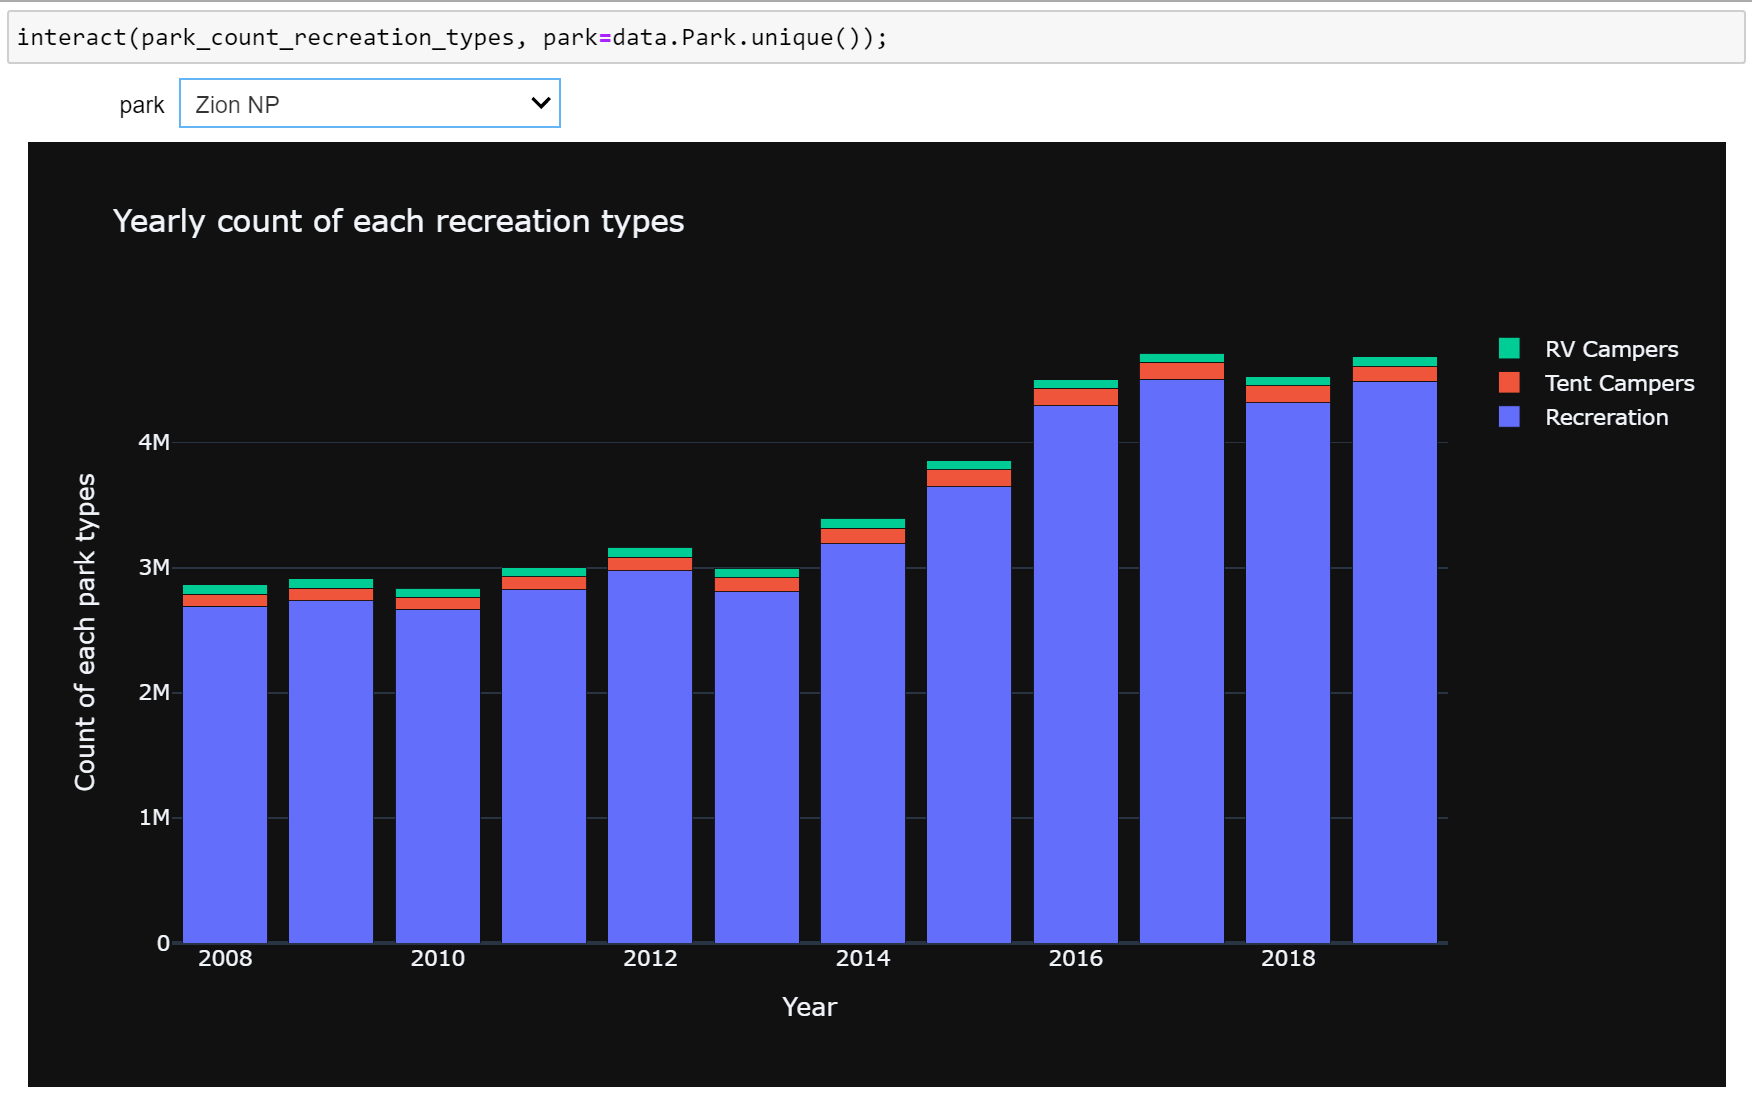 interact(park_count_recreation_types, park=data.Park.unique());
park Zion NP
Yearly count of each recreation types
RV Campers
Tent Campers
Recreration
Count of each park types
4M
3M
2M
1M
0
2008 2010 2012 2014 2016 2018
Year